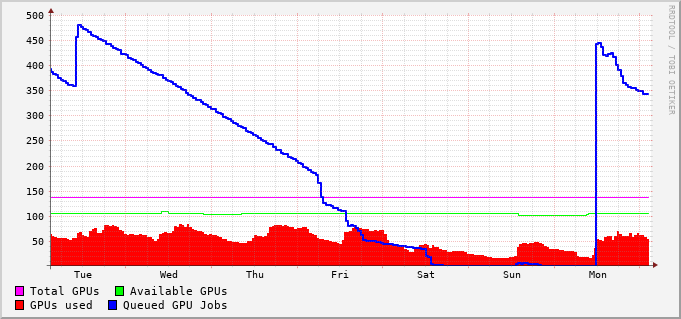 500
450
400
350
300
250
200
150
100
50
Tue Wed Thu Fri Sat Sun Mon
Total GPUs Available GPUs
GPUs used Queued GPU Jobs
RRDTOOL / TOBI OETIKER